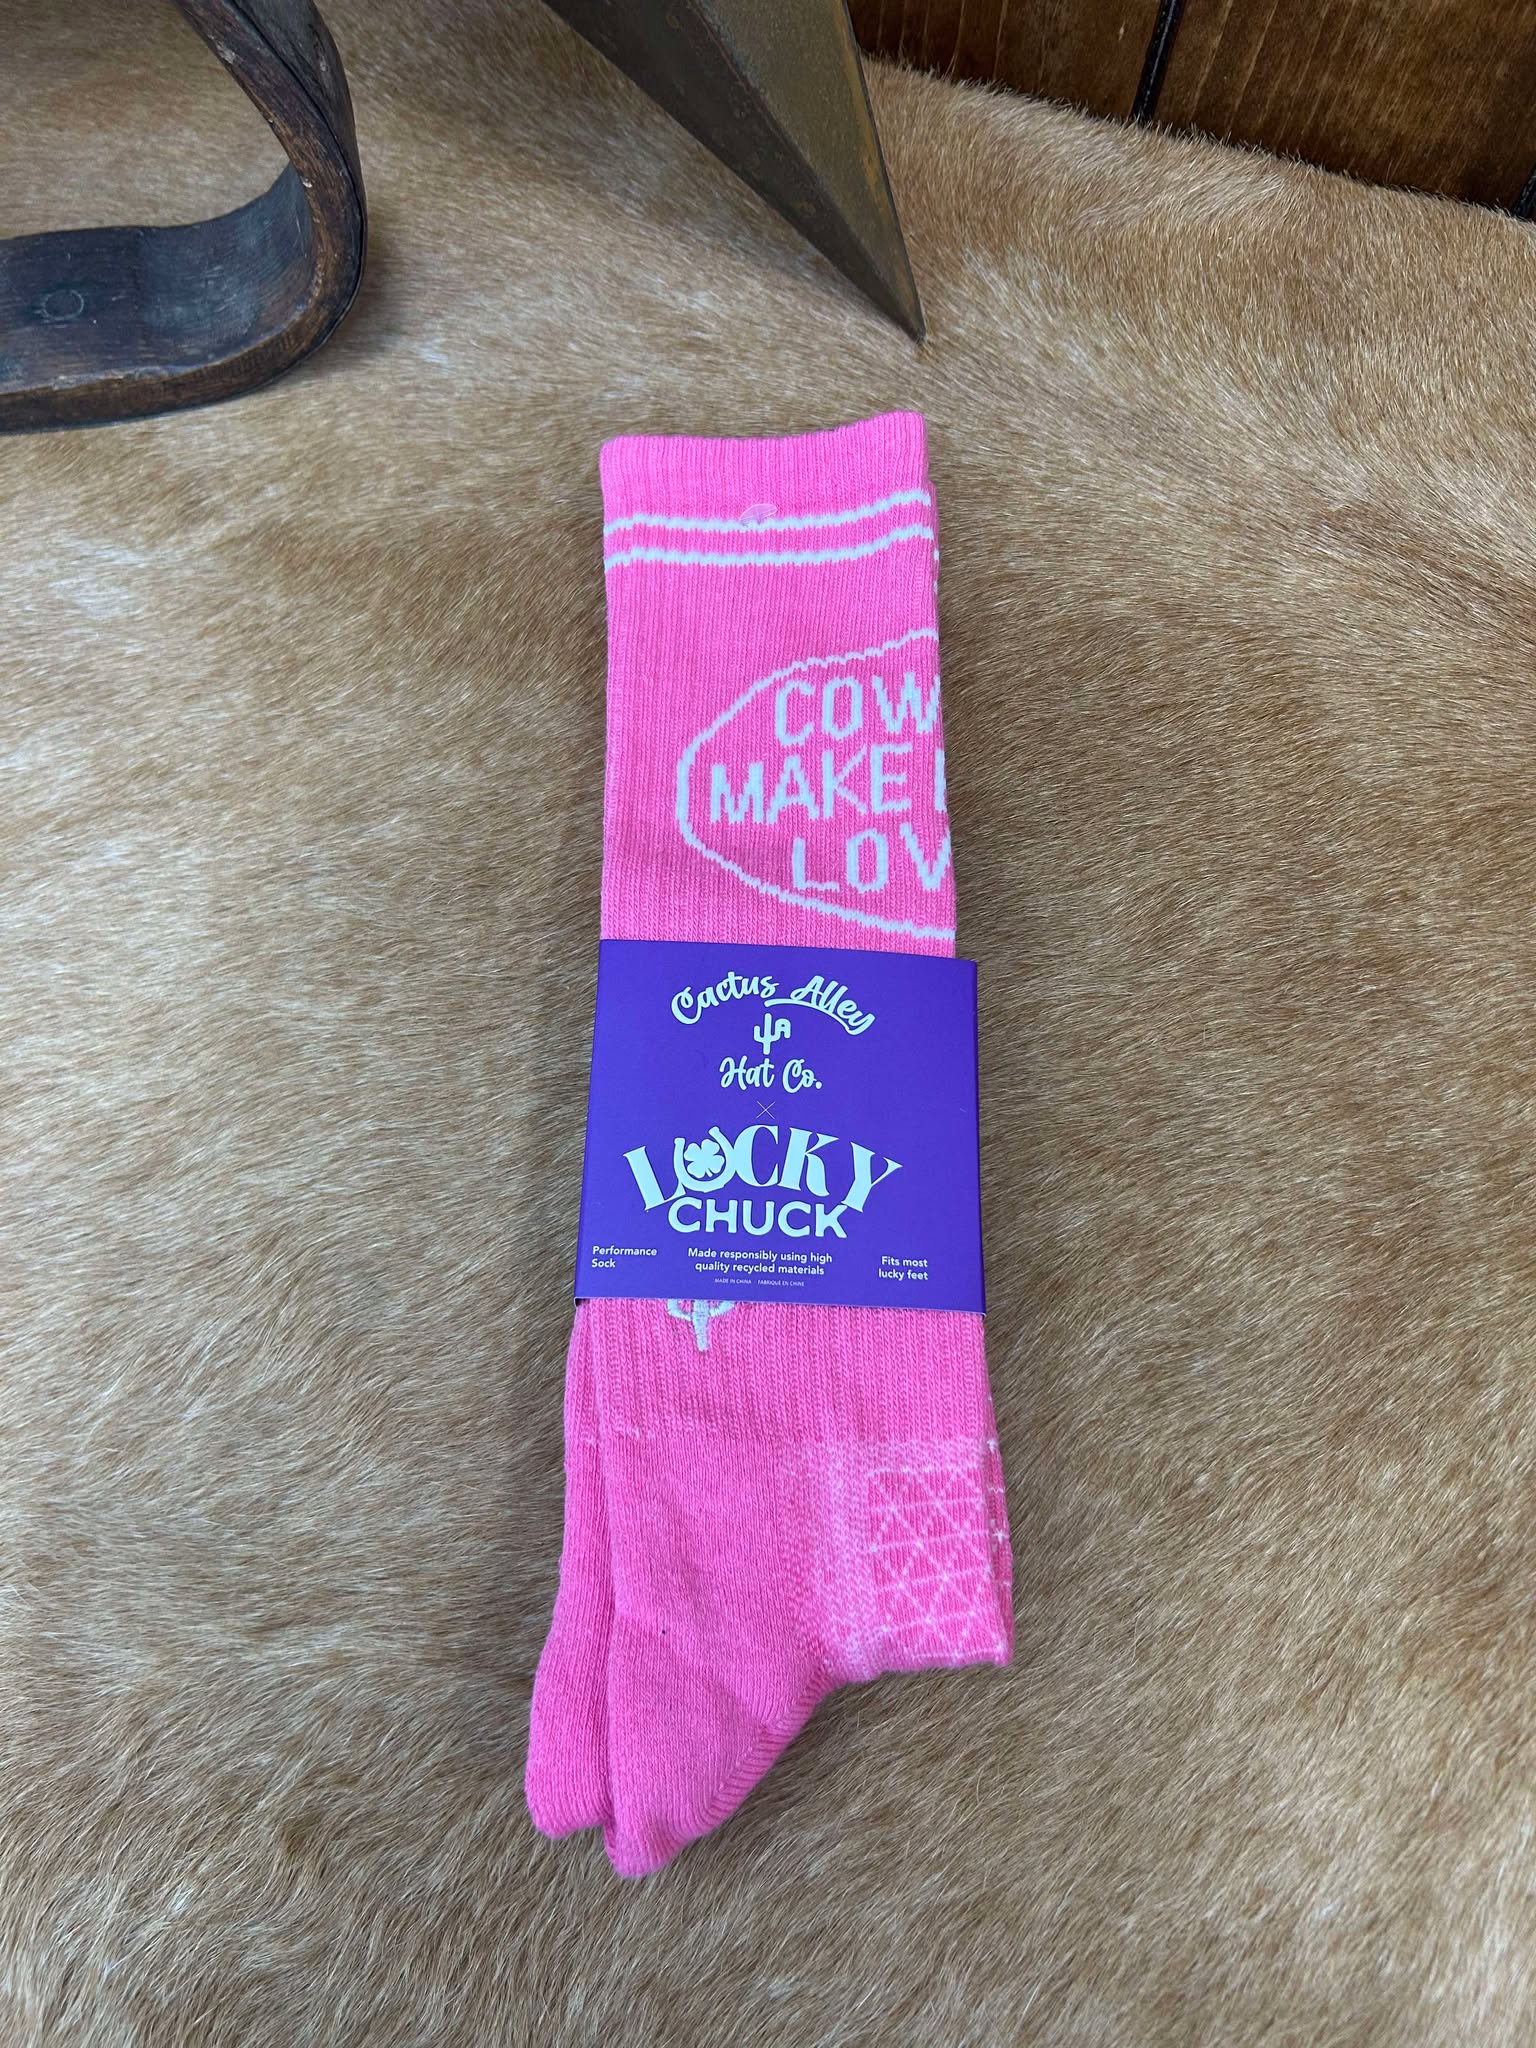 COW
MAKE
LOV
Cactus Alley
Hat Co.
×
LUCKY
CHUCK
Performance
Sock
Made responsibly using high
quality recycled materials
MADE IN CHINA · FABRIQUÉ EN CHINE
Fits most
lucky feet